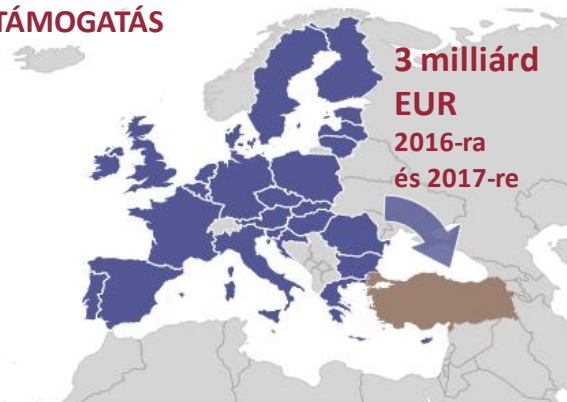 TÁMOGATÁS
3 milliárd
EUR
2016-ra
és 2017-re